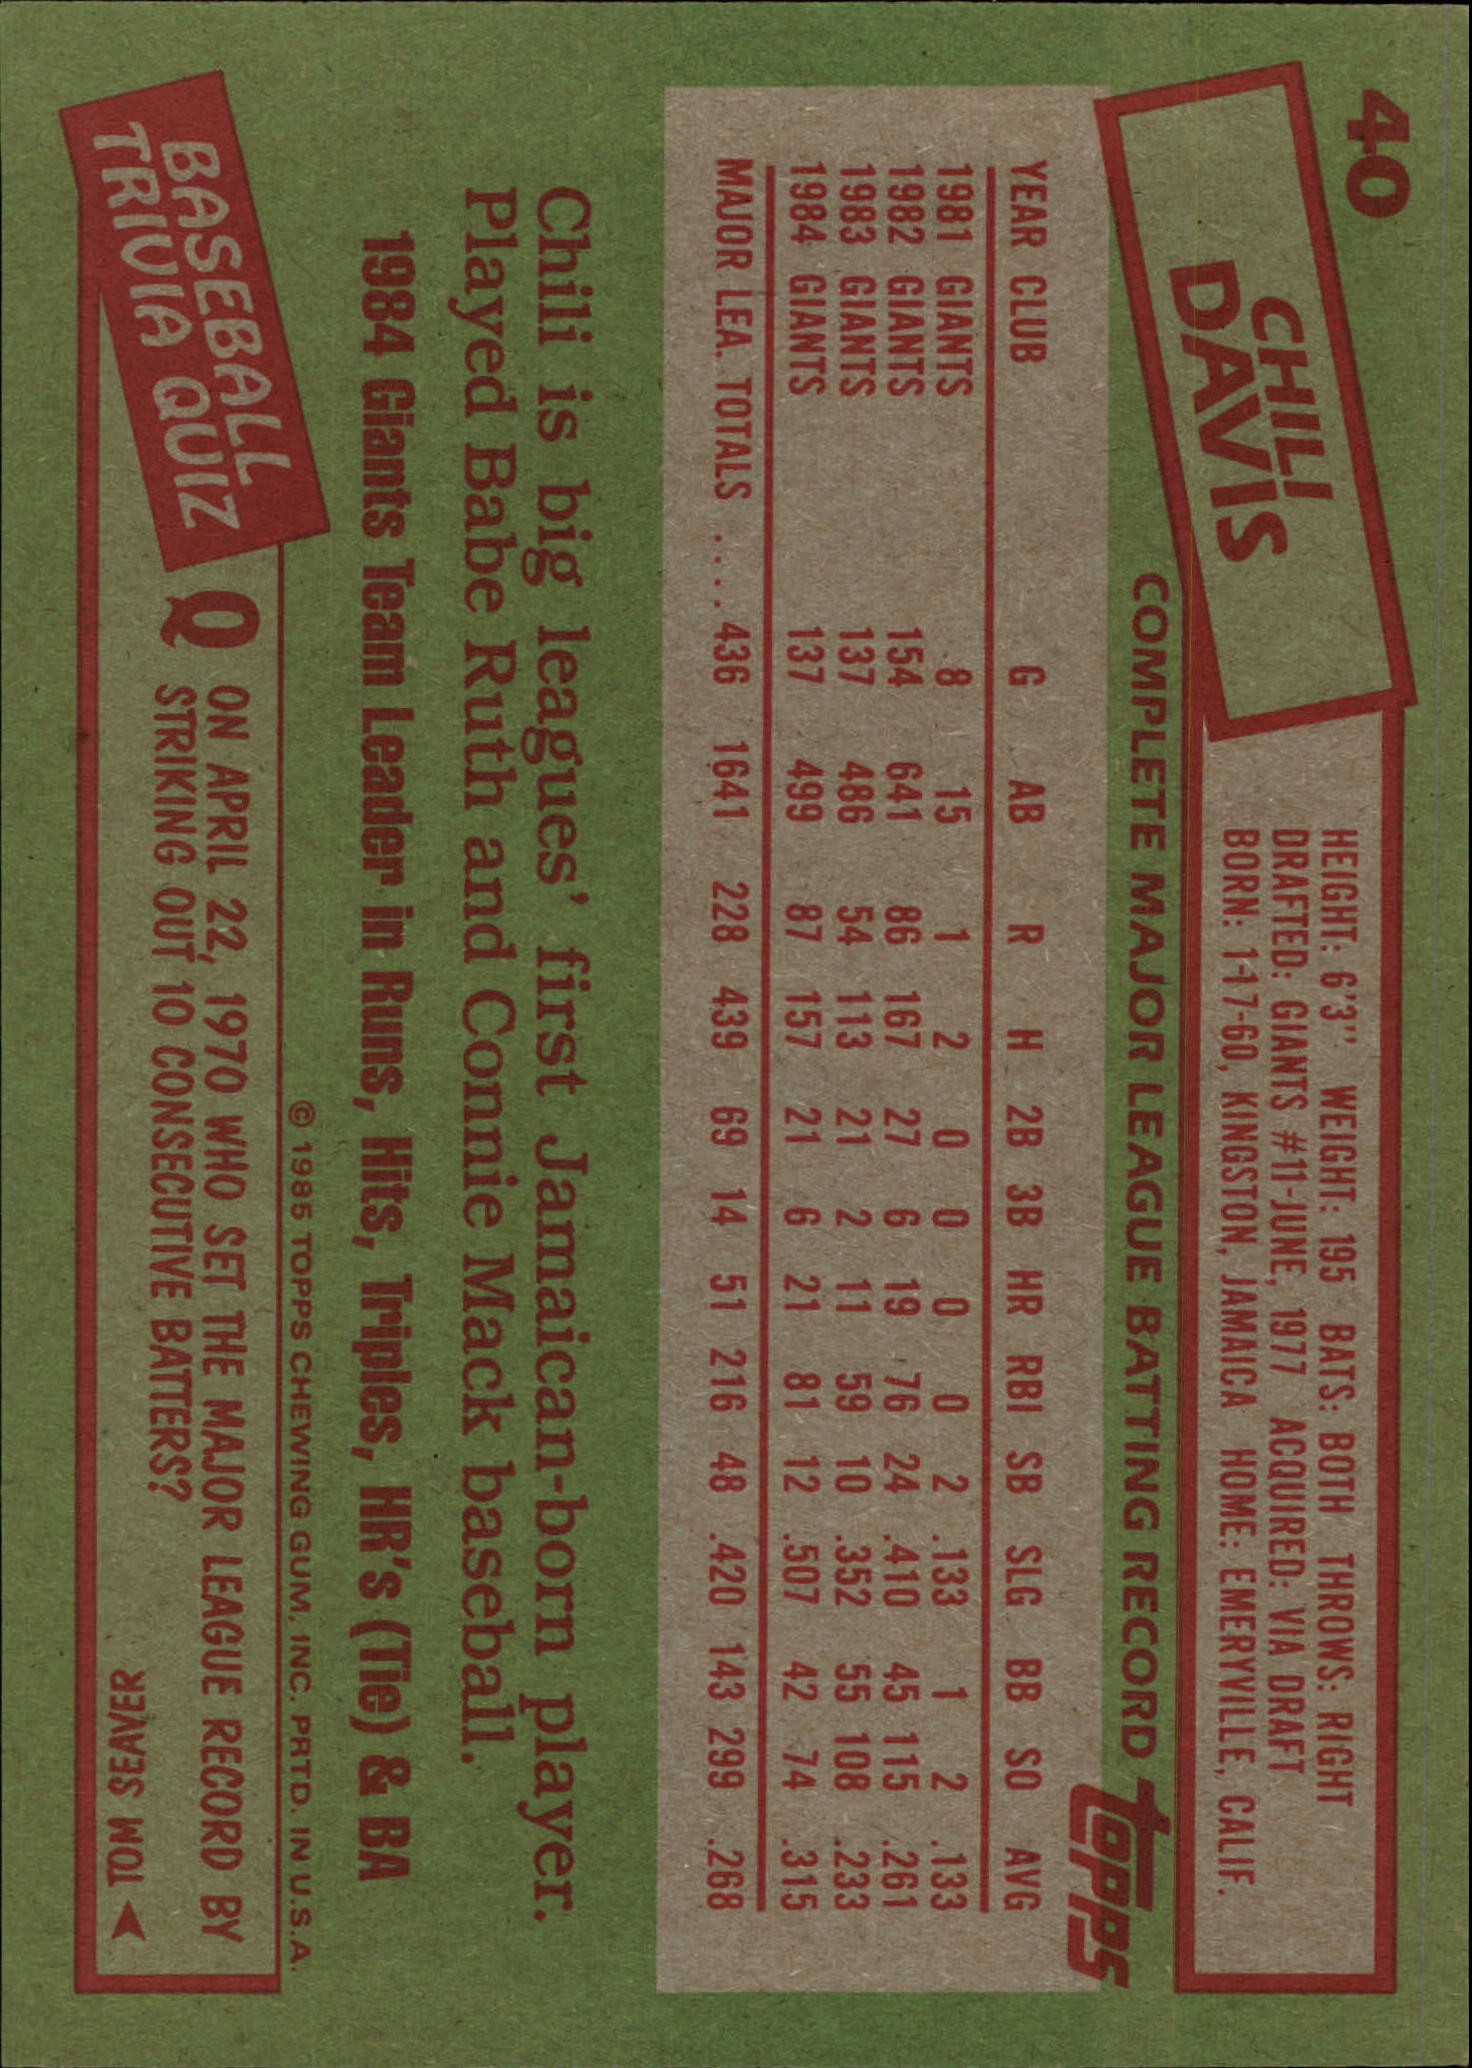 40
CHILI
DAVIS
HEIGHT: 6'3" WEIGHT: 195 BATS: BOTH THROWS: RIGHT
DRAFTED: GIANTS #11-JUNE, 1977 ACQUIRED: VIA DRAFT
BORN: 1-17-60, KINGSTON, JAMAICA HOME: EMERYVILLE, CALIF.
COMPLETE MAJOR LEAGUE BATTING RECORD
Topps
YEAR CLUB G AB R H 2B 3B HR RBI SB SLG BB SO AVG
1981 GIANTS 8 15 1 2 0 0 0 0 2 .133 1 2 .133
1982 GIANTS 154 641 86 167 27 6 19 76 24 .410 45 115 .261
1983 GIANTS 137 486 54 113 21 2 11 59 10 .352 55 108 .233
1984 GIANTS 137 499 87 157 21 6 21 81 12 .507 42 74 .315
MAJOR LEA. TOTALS .... 436 1641 228 439 69 14 51 216 48 .420 143 299 .268
Chili is big leagues' first Jamaican-born player.
Played Babe Ruth and Connie Mack baseball.
1984 Giants Team Leader in Runs, Hits, Triples, HR's (Tie) & BA
© 1985 TOPPS CHEWING GUM, INC. PRTD. IN U.S.A.
BASEBALL
TRIVIA QUIZ
Q ON APRIL 22, 1970 WHO SET THE MAJOR LEAGUE RECORD BY
STRIKING OUT 10 CONSECUTIVE BATTERS?
TOM SEAVER